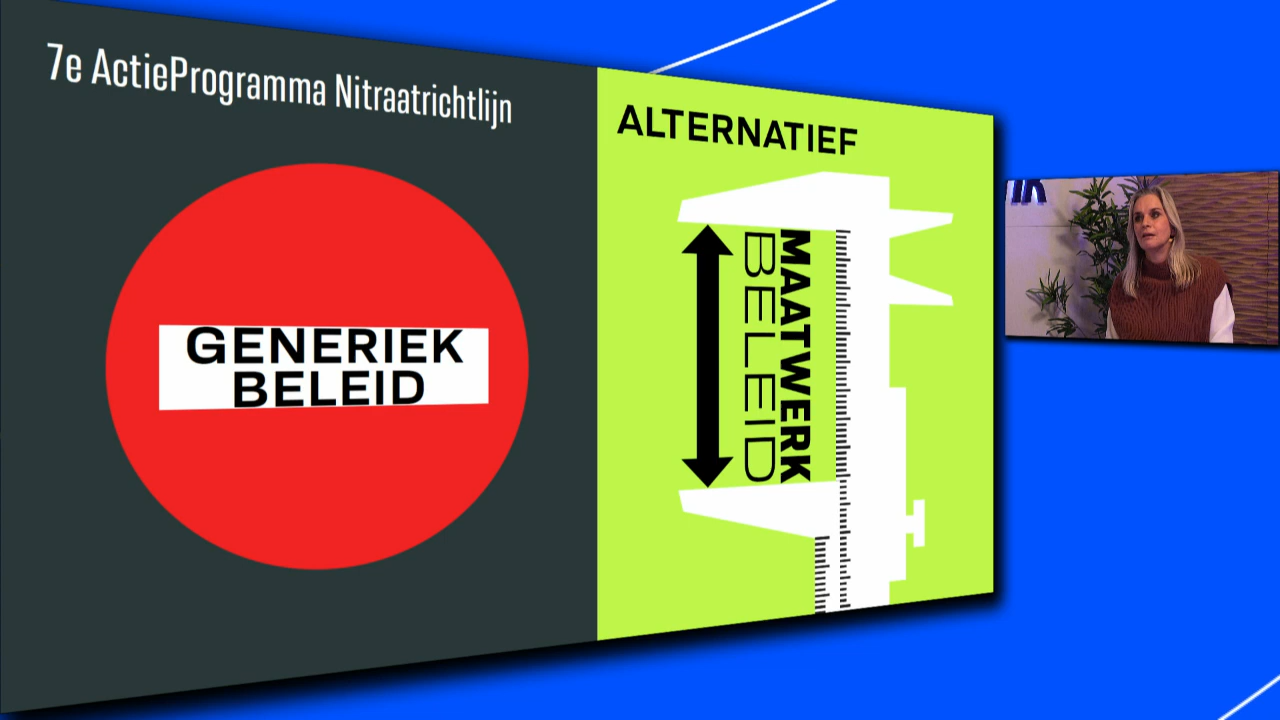 7e ActieProgramma Nitraatrichtlijn
GENERIEK
BELEID
ALTERNATIEF
MAATWERK
BELEID